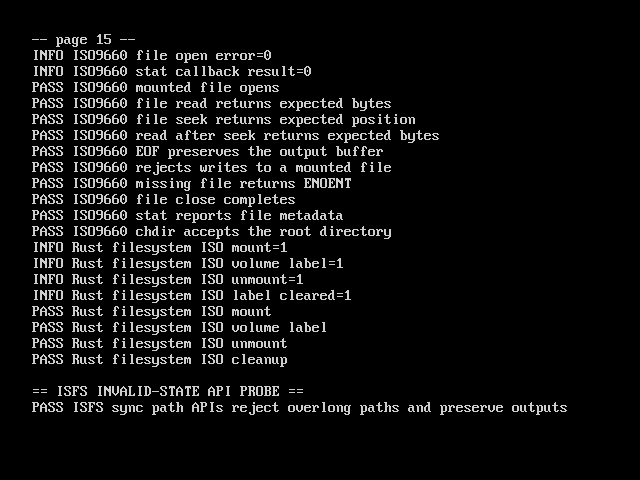 -- page 15 --
INFO ISO9660 file open error=0
INFO ISO9660 stat callback result=0
PASS ISO9660 mounted file opens
PASS ISO9660 file read returns expected bytes
PASS ISO9660 file seek returns expected position
PASS ISO9660 read after seek returns expected bytes
PASS ISO9660 EOF preserves the output buffer
PASS ISO9660 rejects writes to a mounted file
PASS ISO9660 missing file returns ENOENT
PASS ISO9660 file close completes
PASS ISO9660 stat reports file metadata
PASS ISO9660 chdir accepts the root directory
INFO Rust filesystem ISO mount=1
INFO Rust filesystem ISO volume label=1
INFO Rust filesystem ISO unmount=1
INFO Rust filesystem ISO label cleared=1
PASS Rust filesystem ISO mount
PASS Rust filesystem ISO volume label
PASS Rust filesystem ISO unmount
PASS Rust filesystem ISO cleanup
== ISFS INVALID-STATE API PROBE ==
PASS ISFS sync path APIs reject overlong paths and preserve outputs